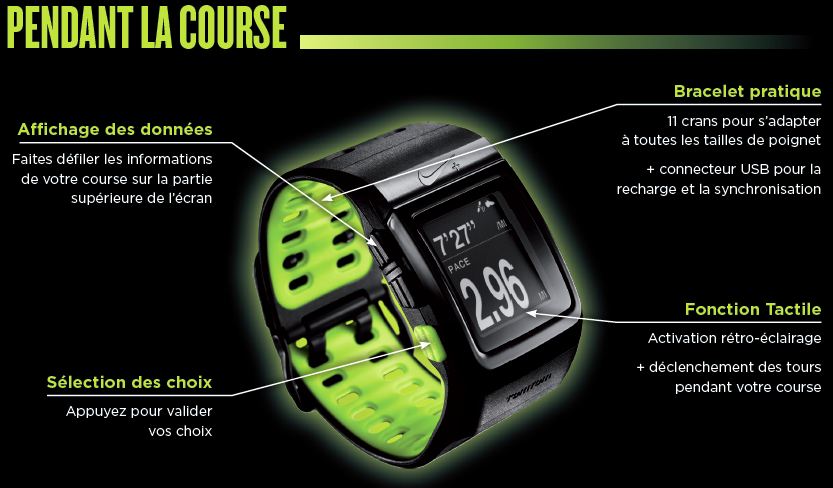 PENDANT LA COURSE
Affichage des données
Faites défiler les informations
de votre course sur la partie
supérieure de l'écran
Bracelet pratique
11 crans pour s'adapter
à toutes les tailles de poignet
+ connecteur USB pour la
recharge et la synchronisation
7'27"
/MI
PACE
2.96
MI
Fonction Tactile
Activation rétro-éclairage
+ déclenchement des tours
pendant votre course
Sélection des choix
Appuyez pour valider
vos choix
TOMTOM